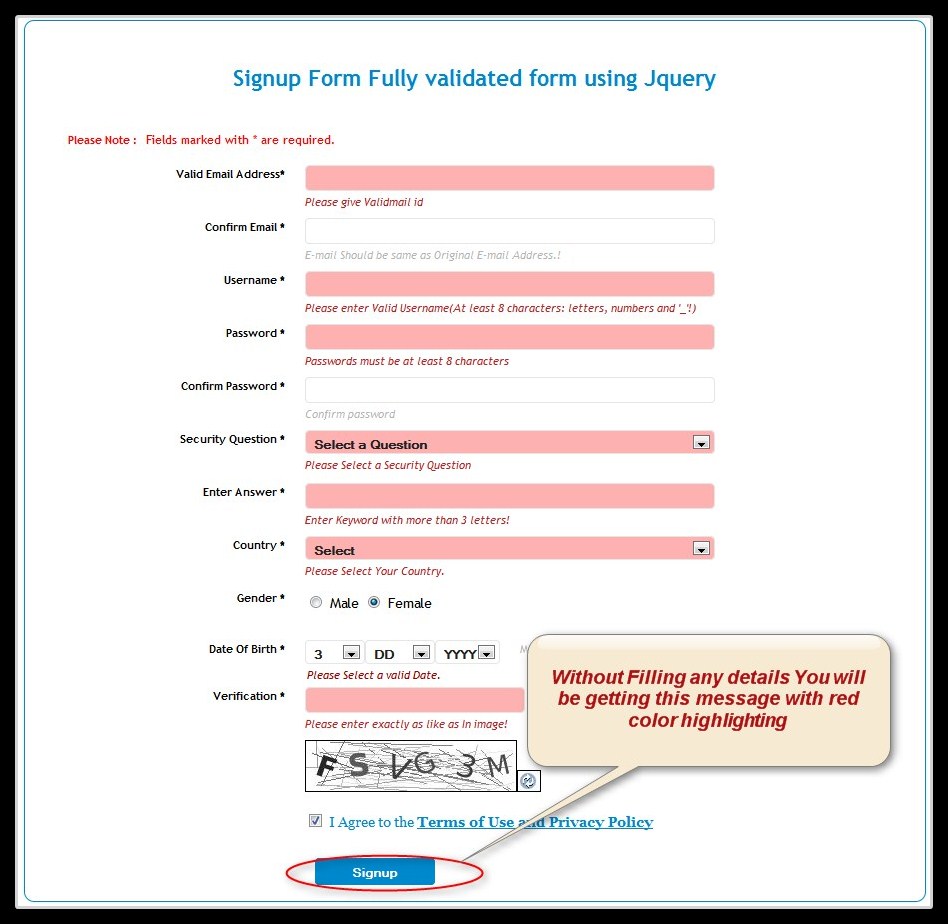 Signup Form Fully validated form using Jquery
Please Note : Fields marked with * are required.
Valid Email Address*
Please give Validmail id
Confirm Email *
E-mail Should be same as Original E-mail Address.!
Username *
Please enter Valid Username(At least 8 characters: letters, numbers and '_'!)
Password *
Passwords must be at least 8 characters
Confirm Password *
Confirm password
Security Question *
Select a Question
Please Select a Security Question
Enter Answer *
Enter Keyword with more than 3 letters!
Country *
Select
Please Select Your Country.
Gender *
Male Female
Date Of Birth *
3 DD YYYY
Please Select a valid Date.
Verification *
Please enter exactly as like as In image!
F S V G 3 M
Without Filling any details You will
be getting this message with red
color highlighting
I Agree to the Terms of Use and Privacy Policy
Signup